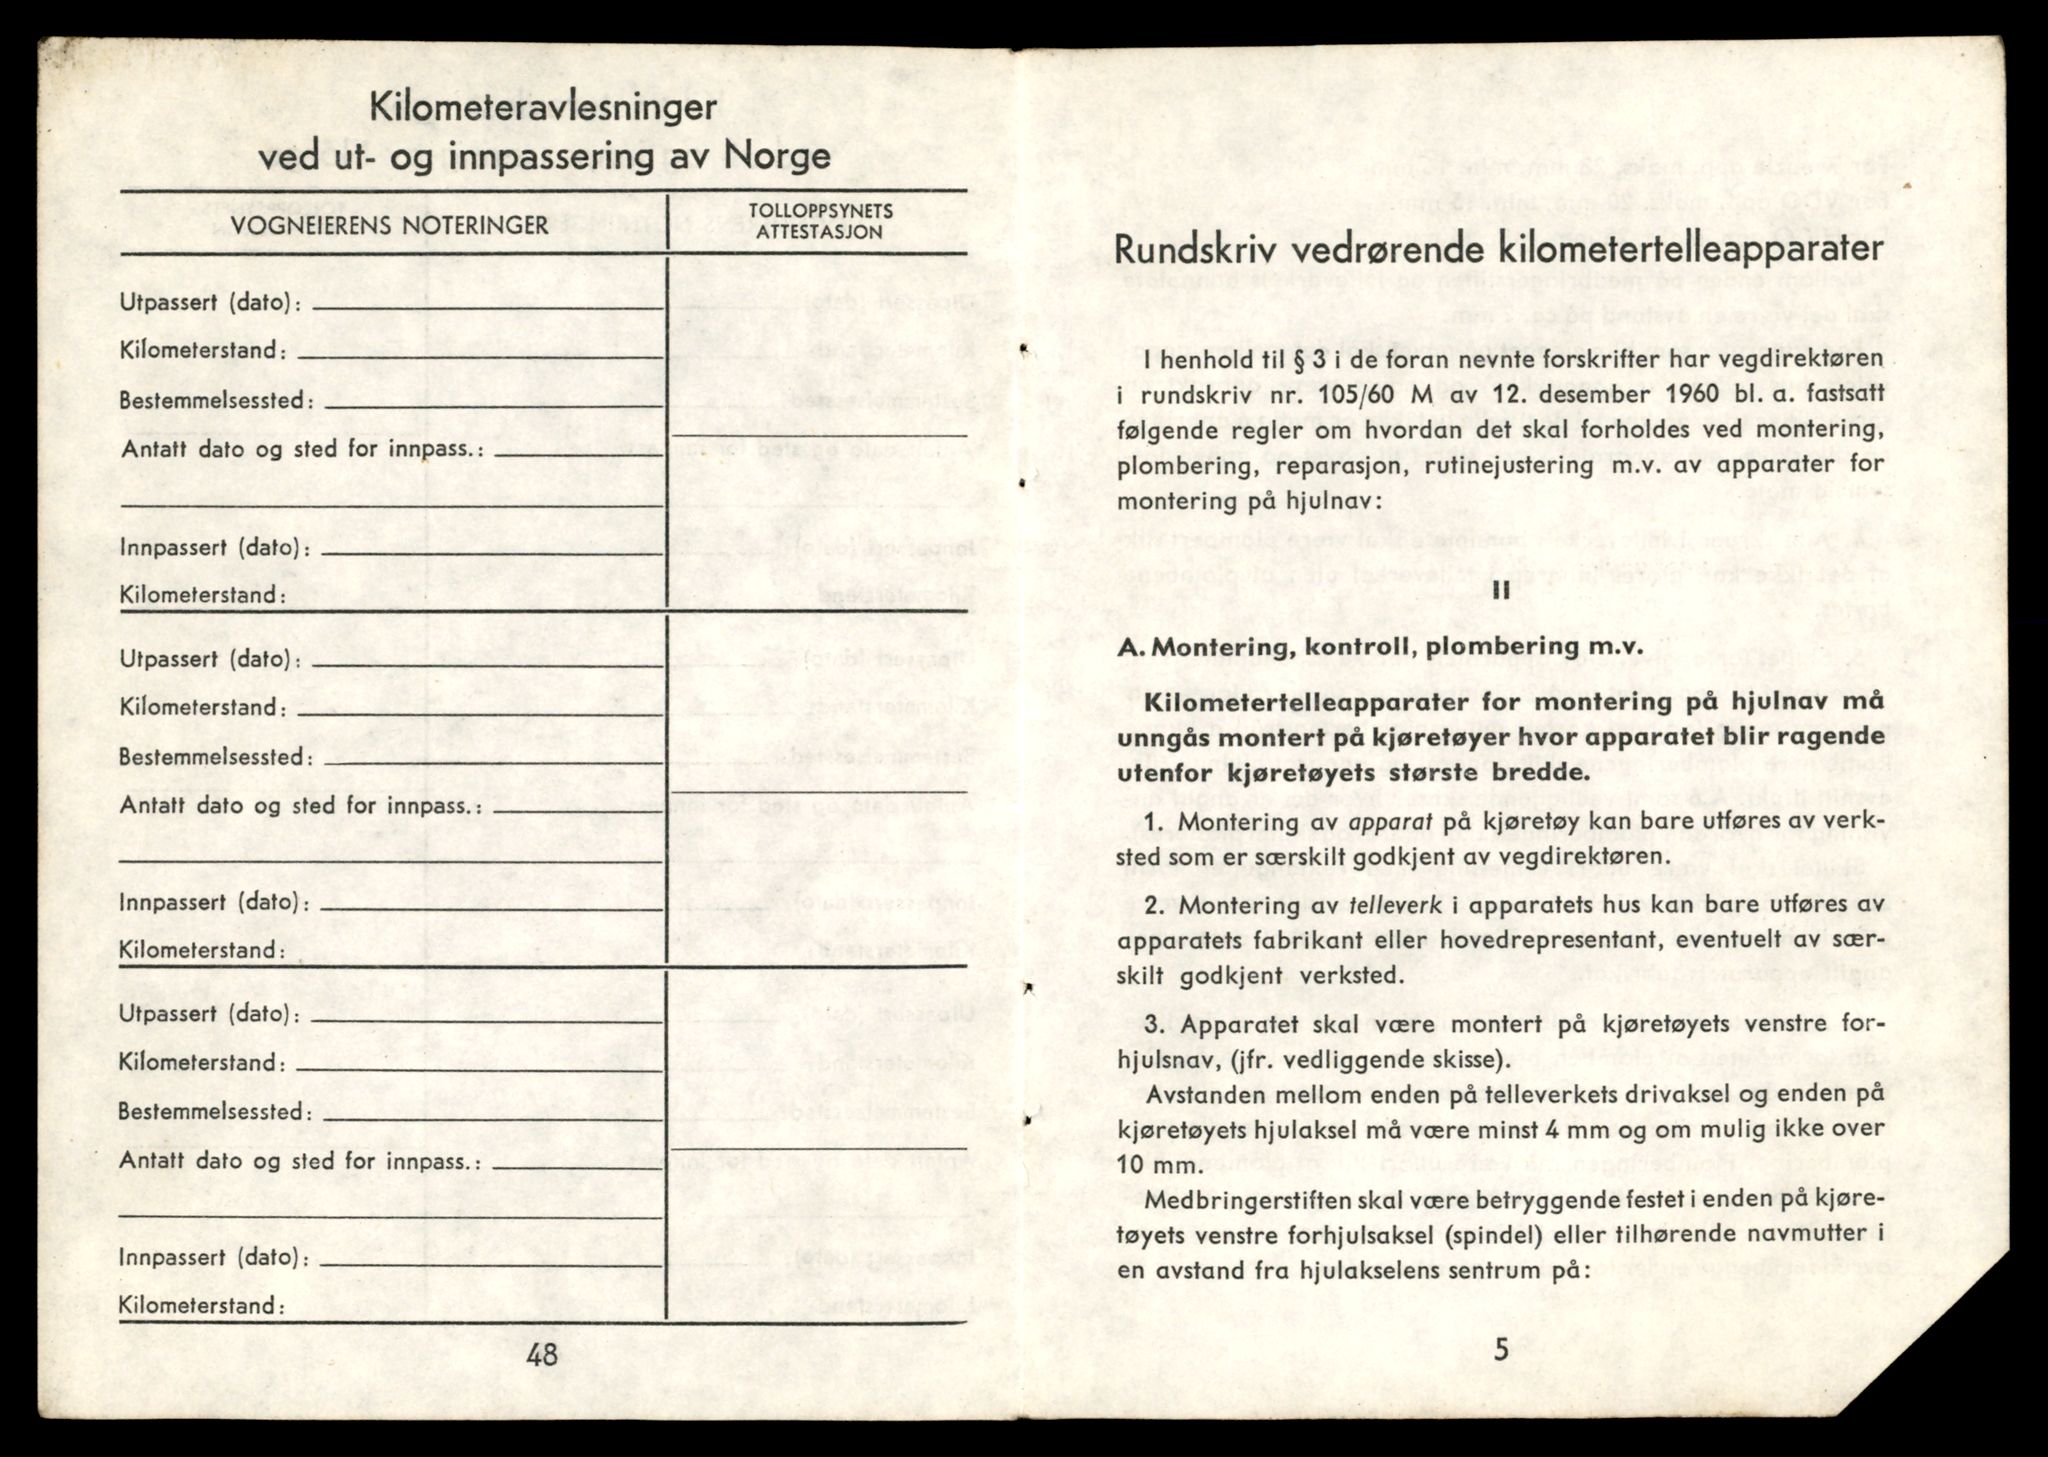 Kilometeravlesninger
ved ut- og innpassering av Norge
VOGNEIERENS NOTERINGER
TOLLOPPSYNETS
ATTESTASJON
Utpassert (dato):
Kilometerstand:
Bestemmelsessted:
Antatt dato og sted for innpass.:
Innpassert (dato):
Kilometerstand:
Utpassert (dato):
Kilometerstand:
Bestemmelsessted:
Antatt dato og sted for innpass.:
Innpassert (dato):
Kilometerstand:
Utpassert (dato):
Kilometerstand:
Bestemmelsessted:
Antatt dato og sted for innpass.:
Innpassert (dato):
Kilometerstand:
48
Rundskriv vedrørende kilometertelleapparater
I henhold til § 3 i de foran nevnte forskrifter har vegdirektøren
i rundskriv nr. 105/60 M av 12. desember 1960 bl. a. fastsatt
følgende regler om hvordan det skal forholdes ved montering,
plombering, reparasjon, rutinejustering m.v. av apparater for
montering på hjulnav:
II
A. Montering, kontroll, plombering m.v.
Kilometertelleapparater for montering på hjulnav må
unngås montert på kjøretøyer hvor apparatet blir ragende
utenfor kjøretøyets største bredde.
1. Montering av apparat på kjøretøy kan bare utføres av verk-
sted som er særskilt godkjent av vegdirektøren.
2. Montering av telleverk i apparatets hus kan bare utføres av
apparatets fabrikant eller hovedrepresentant, eventuelt av sær-
skilt godkjent verksted.
3. Apparatet skal være montert på kjøretøyets venstre for-
hjulsnav, (jfr. vedliggende skisse).
Avstanden mellom enden på telleverkets drivaksel og enden på
kjøretøyets hjulaksel må være minst 4 mm og om mulig ikke over
10 mm.
Medbringerstiften skal være betryggende festet i enden på kjøre-
tøyets venstre forhjulsaksel (spindel) eller tilhørende navmutter i
en avstand fra hjulakselens sentrum på:
5